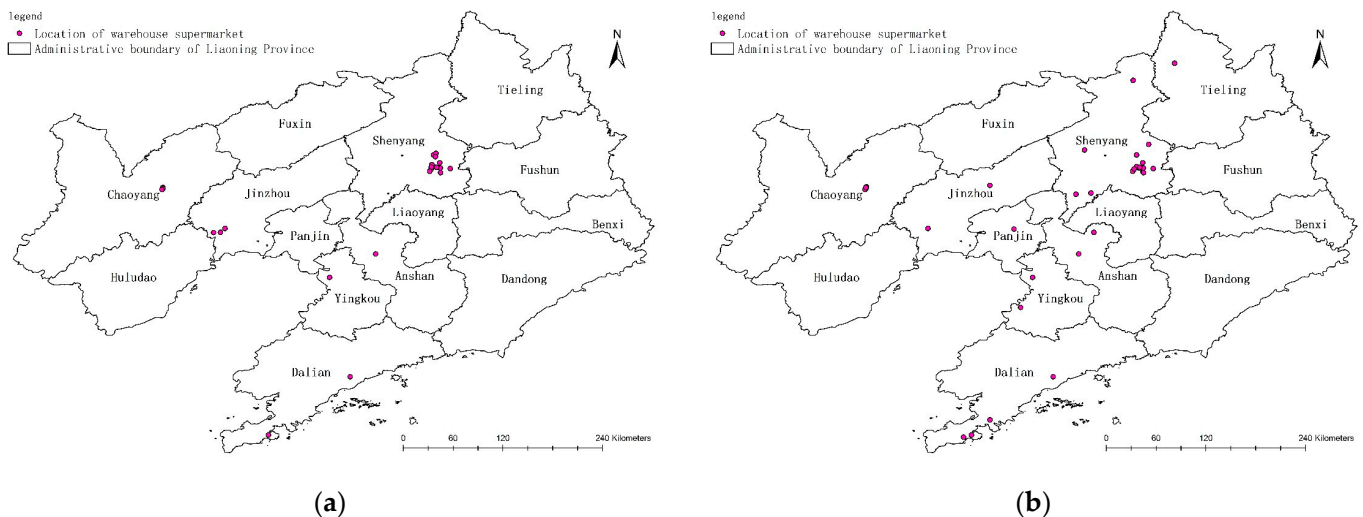 legend
Location of warehouse supermarket
Administrative boundary of Liaoning Province
N
Tieling
Fuxin
Shenyang
Fushun
Chaoyang
Jinzhou
Liaoyang
Benxi
Panjin
Huludao
Anshan
Dandong
Yingkou
Dalian
0 60 120 240 Kilometers
(a)
legend
Location of warehouse supermarket
Administrative boundary of Liaoning Province
N
Tieling
Fuxin
Shenyang
Fushun
Chaoyang
Jinzhou
Liaoyang
Benxi
Panjin
Huludao
Anshan
Dandong
Yingkou
Dalian
0 60 120 240 Kilometers
(b)